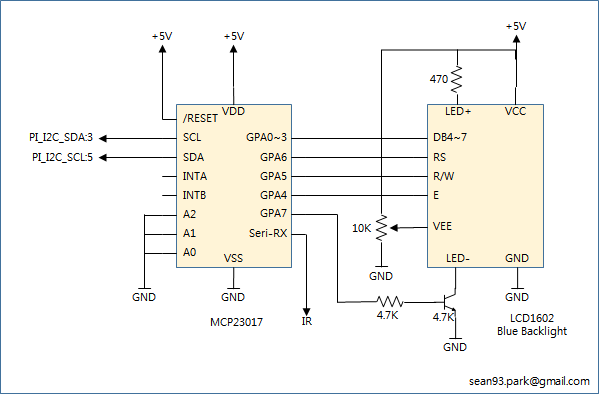 +5V
+5V
+5V
470
/RESET
VDD
LED+
VCC
PI_I2C_SDA:3
SCL
GPA0~3
DB4~7
PI_I2C_SCL:5
SDA
GPA6
RS
INTA
GPA5
R/W
INTB
GPA4
E
A2
GPA7
10K
VEE
A1
Seri-RX
A0
VSS
LED-
GND
GND
GND
GND
GND
MCP23017
IR
4.7K
4.7K
LCD1602
Blue Backlight
GND
sean93.park@gmail.com